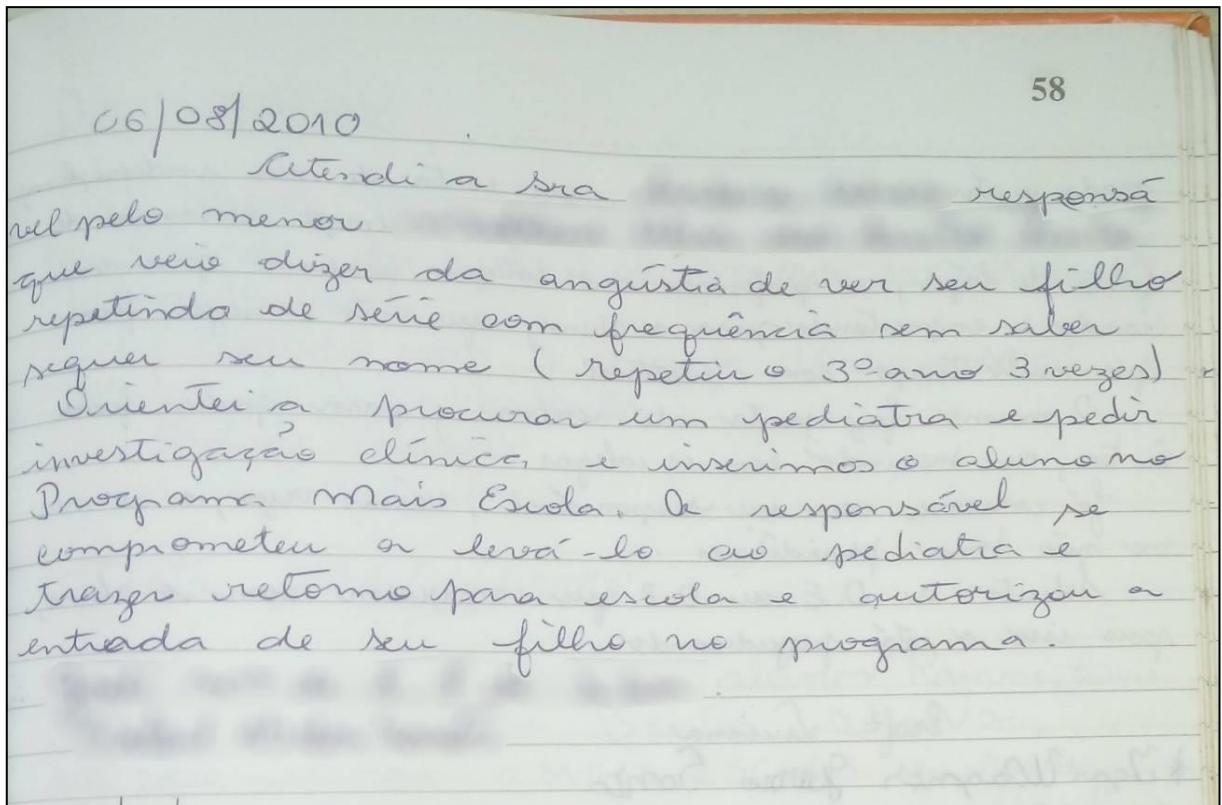 58
06/08/2010
Atendi a sra responsá
vel pelo menor
que veio dizer da angústia de ver seu filho
repetindo de série com frequência sem saber
sequer seu nome (repetiu o 3º ano 3 vezes)
Orientei a procurar um pediatra e pedir
investigação clínica e inserimos o aluno no
Programa Mais Escola. A responsável se
comprometeu a levá-lo ao pediatra e
trazer retorno para escola e autorizou a
entrada de seu filho no programa.